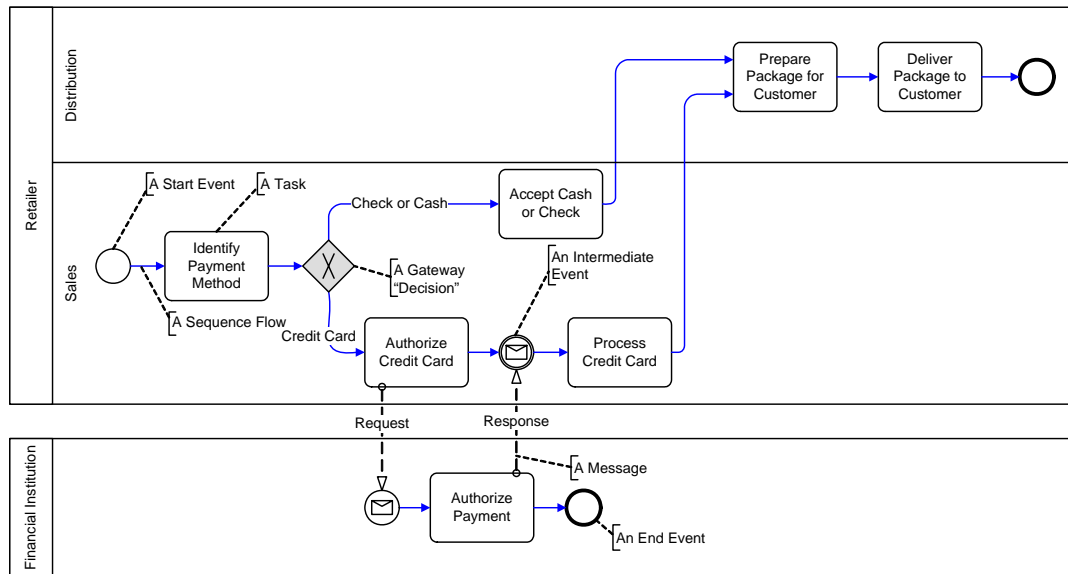 Retailer
Distribution
Prepare
Package for
Customer
Deliver
Package to
Customer
Sales
A Start Event
A Task
Identify
Payment
Method
A Sequence Flow
Check or Cash
Accept Cash
or Check
A Gateway
“Decision”
An Intermediate
Event
Credit Card
Authorize
Credit Card
Process
Credit Card
Request
Response
Financial Institution
A Message
Authorize
Payment
An End Event